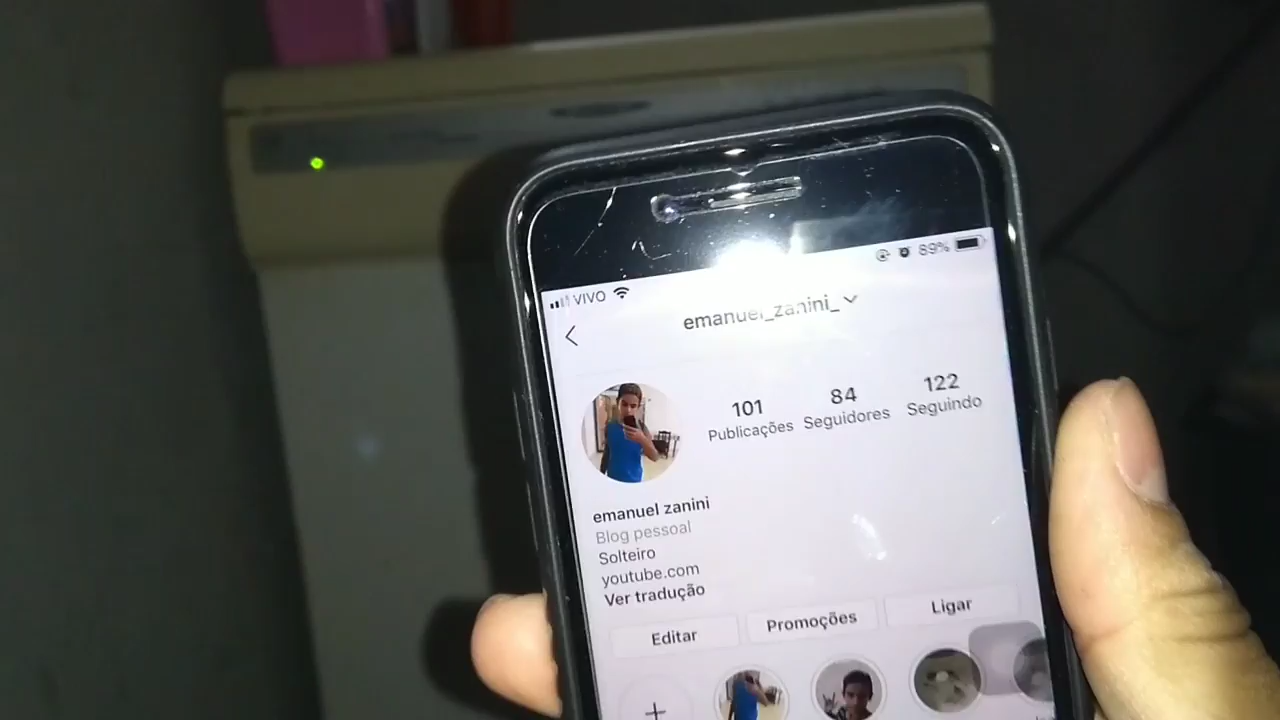 VIVO 89%
emanuel_zanini_
101 84 122
Publicações Seguidores Seguindo
emanuel zanini
Blog pessoal
Solteiro
youtube.com
Ver tradução
Editar Promoções Ligar
+